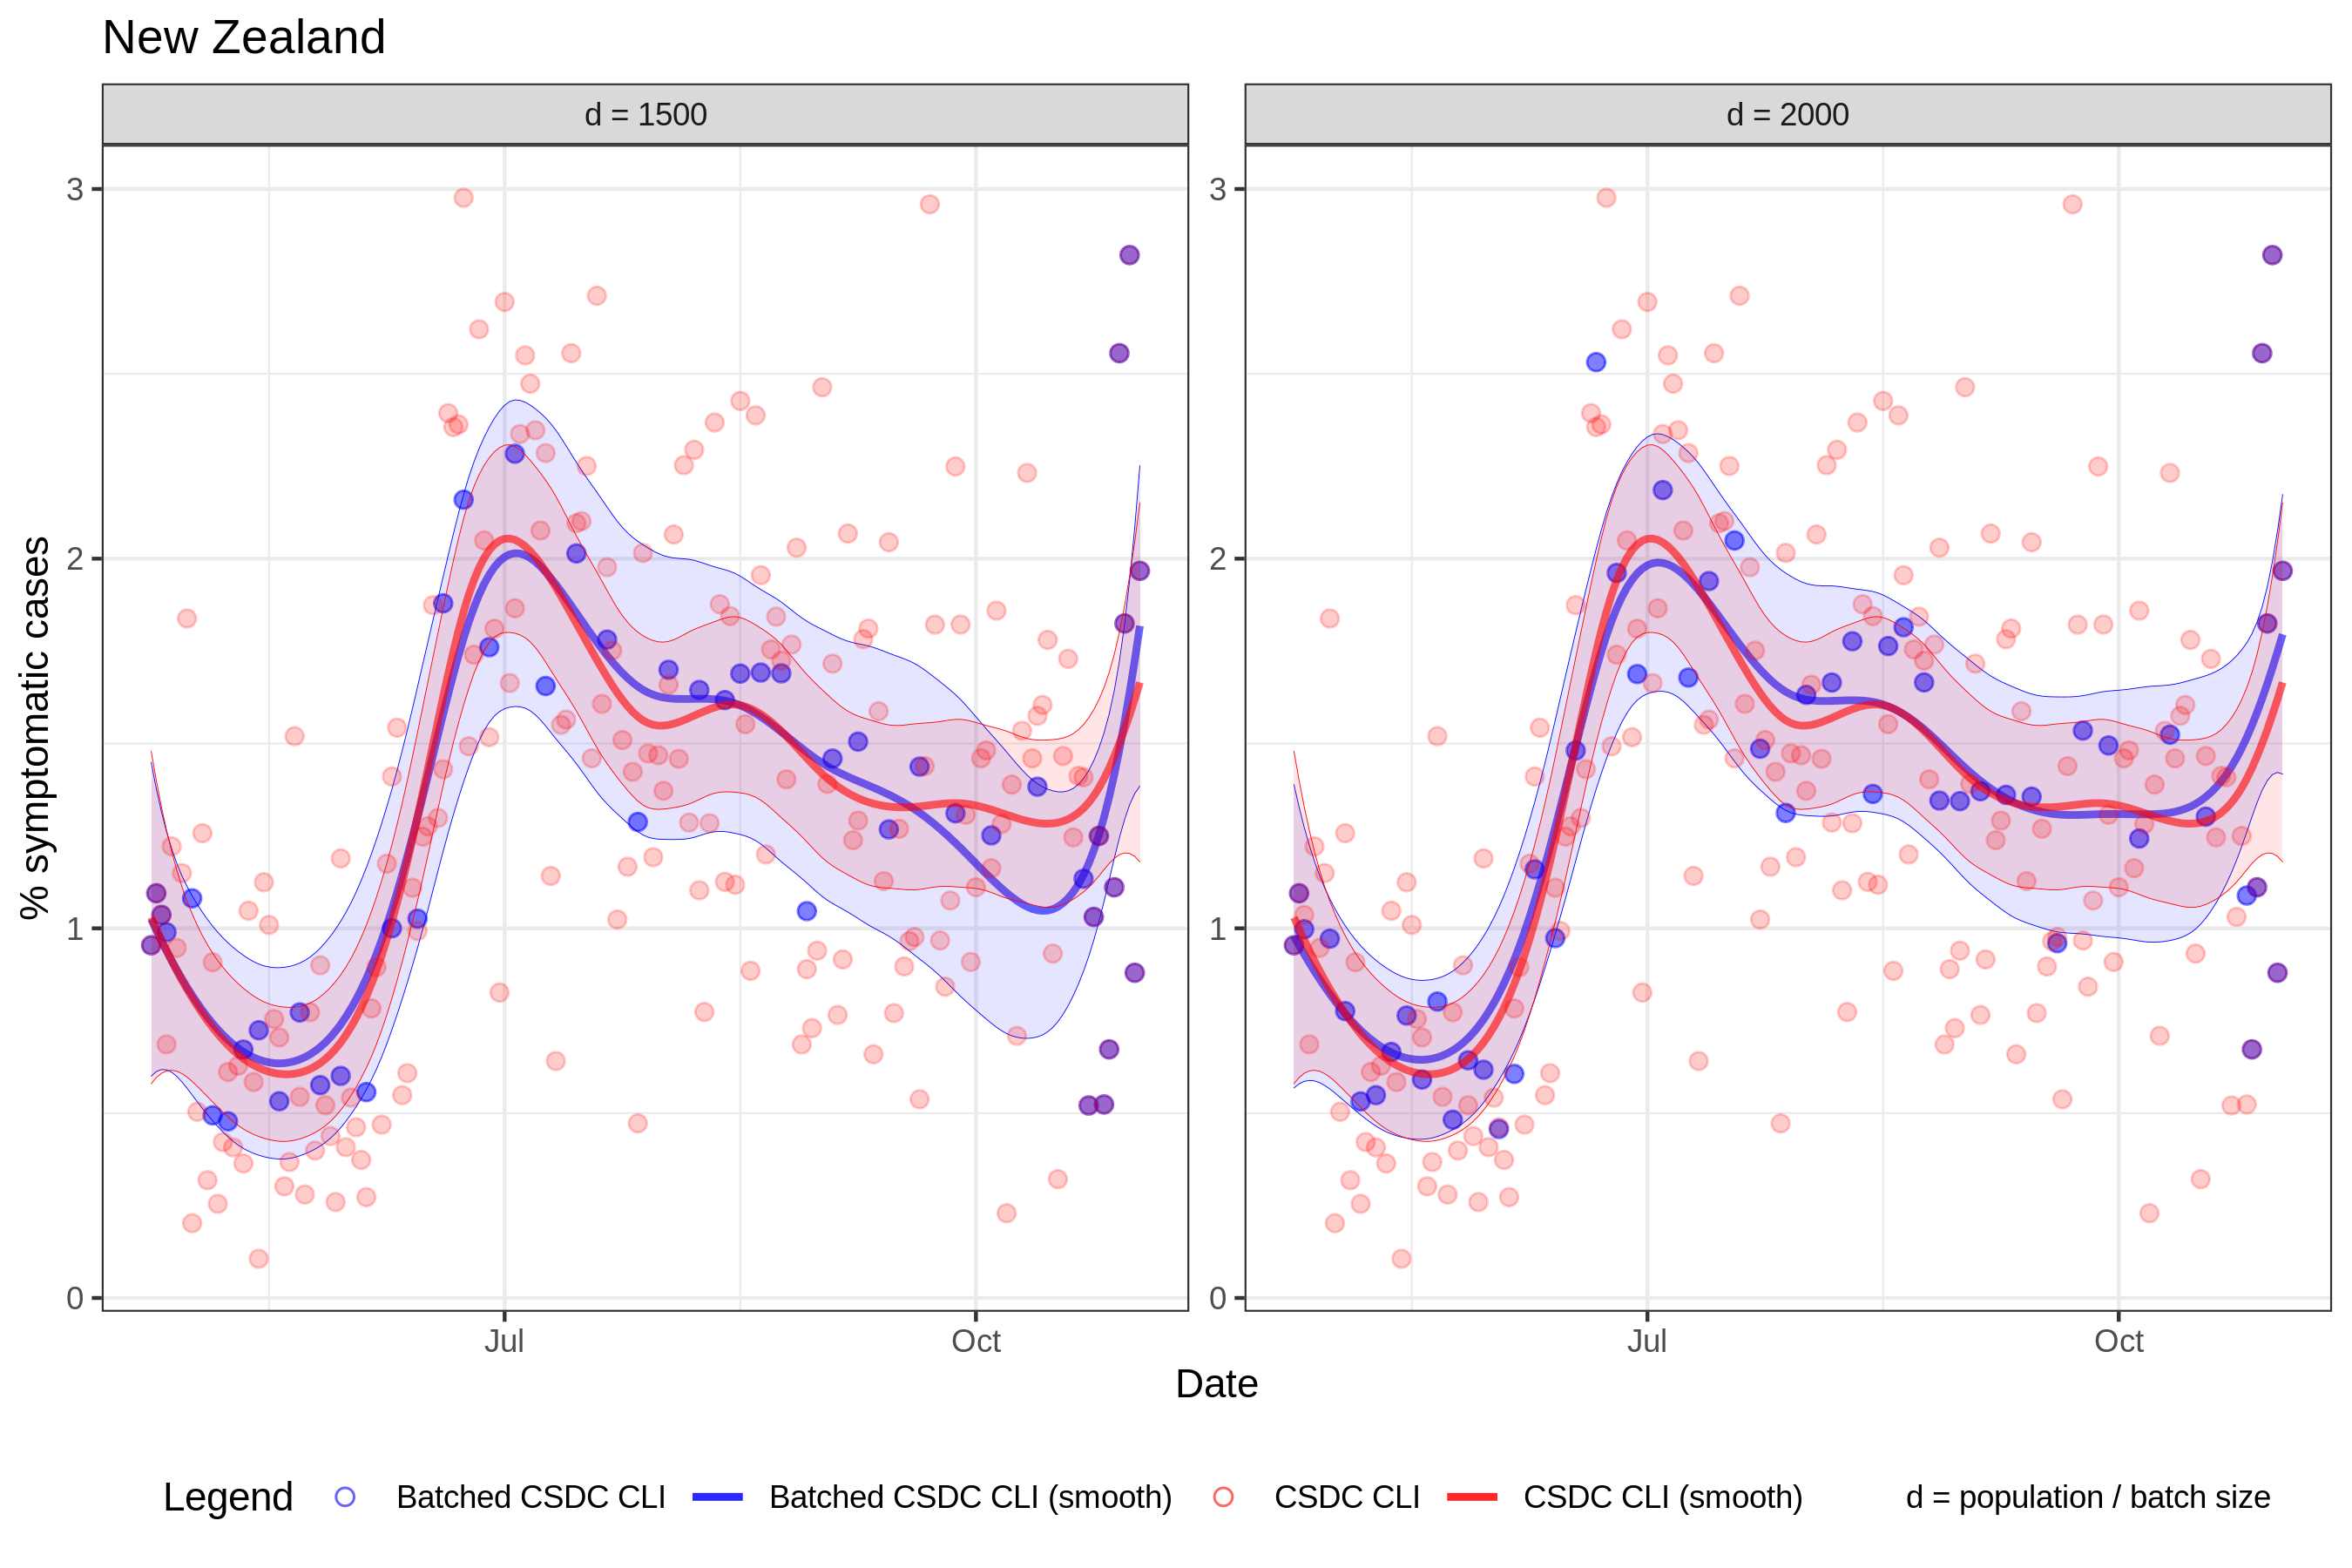 New Zealand
d = 1500
d = 2000
% symptomatic cases
3
2
1
0
3
2
1
0
Jul
Oct
Jul
Oct
Date
Legend
Batched CSDC CLI
Batched CSDC CLI (smooth)
CSDC CLI
CSDC CLI (smooth)
d = population / batch size